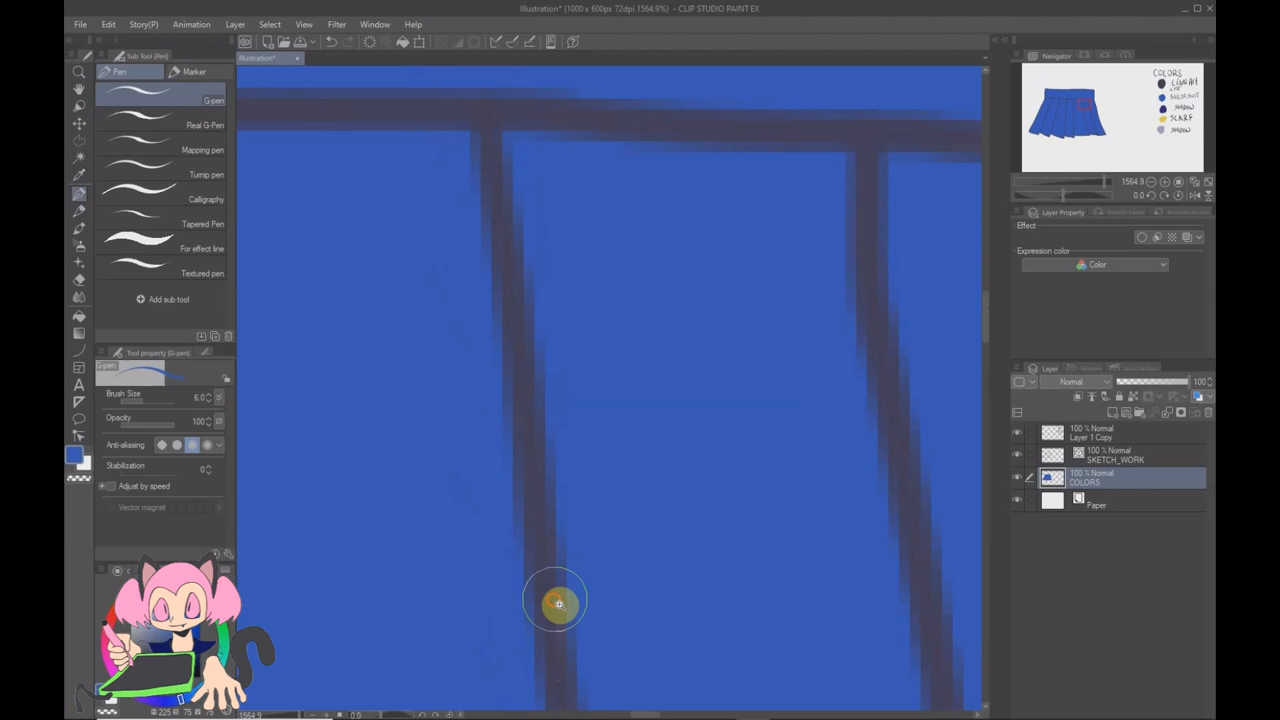 Illustration* (1000 x 600px 72dpi 1564.9%) - CLIP STUDIO PAINT EX
File Edit Story(P) Animation Layer Select View Filter Window Help
Sub Tool [Pen]
Illustration*
Navigator
Pen
Marker
G-pen
Real G-Pen
Mapping pen
Turnip pen
Calligraphy
Tapered Pen
For effect line
Textured pen
Add sub tool
COLORS
SHADOW
SCARF
SHADOW
1564.9
0.0
Layer Property
Effect
Expression color
Color
Tool property [G-pen]
G-pen
Brush Size 6.0
Opacity 100
Anti-aliasing
Stabilization 0
Adjust by speed
Vector magnet
Layer
Normal 100
100 % Normal
Layer 1 Copy
100 % Normal
SKETCH_WORK
100 % Normal
COLORS
Paper
225 75 75
1564.9 0.0